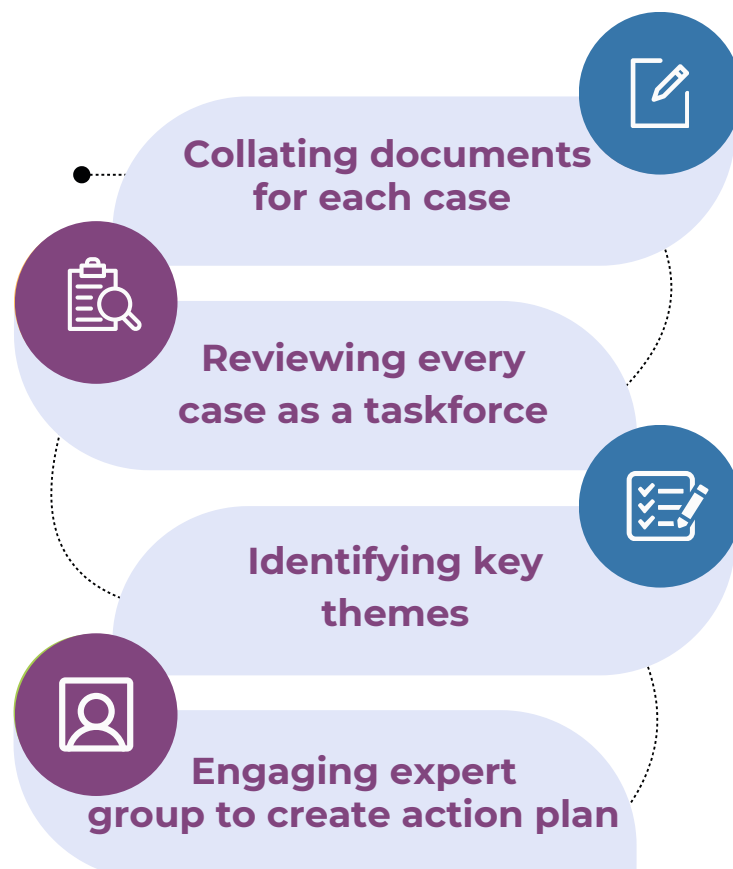 Collating documents
for each case
Reviewing every
case as a taskforce
Identifying key
themes
Engaging expert
group to create action plan